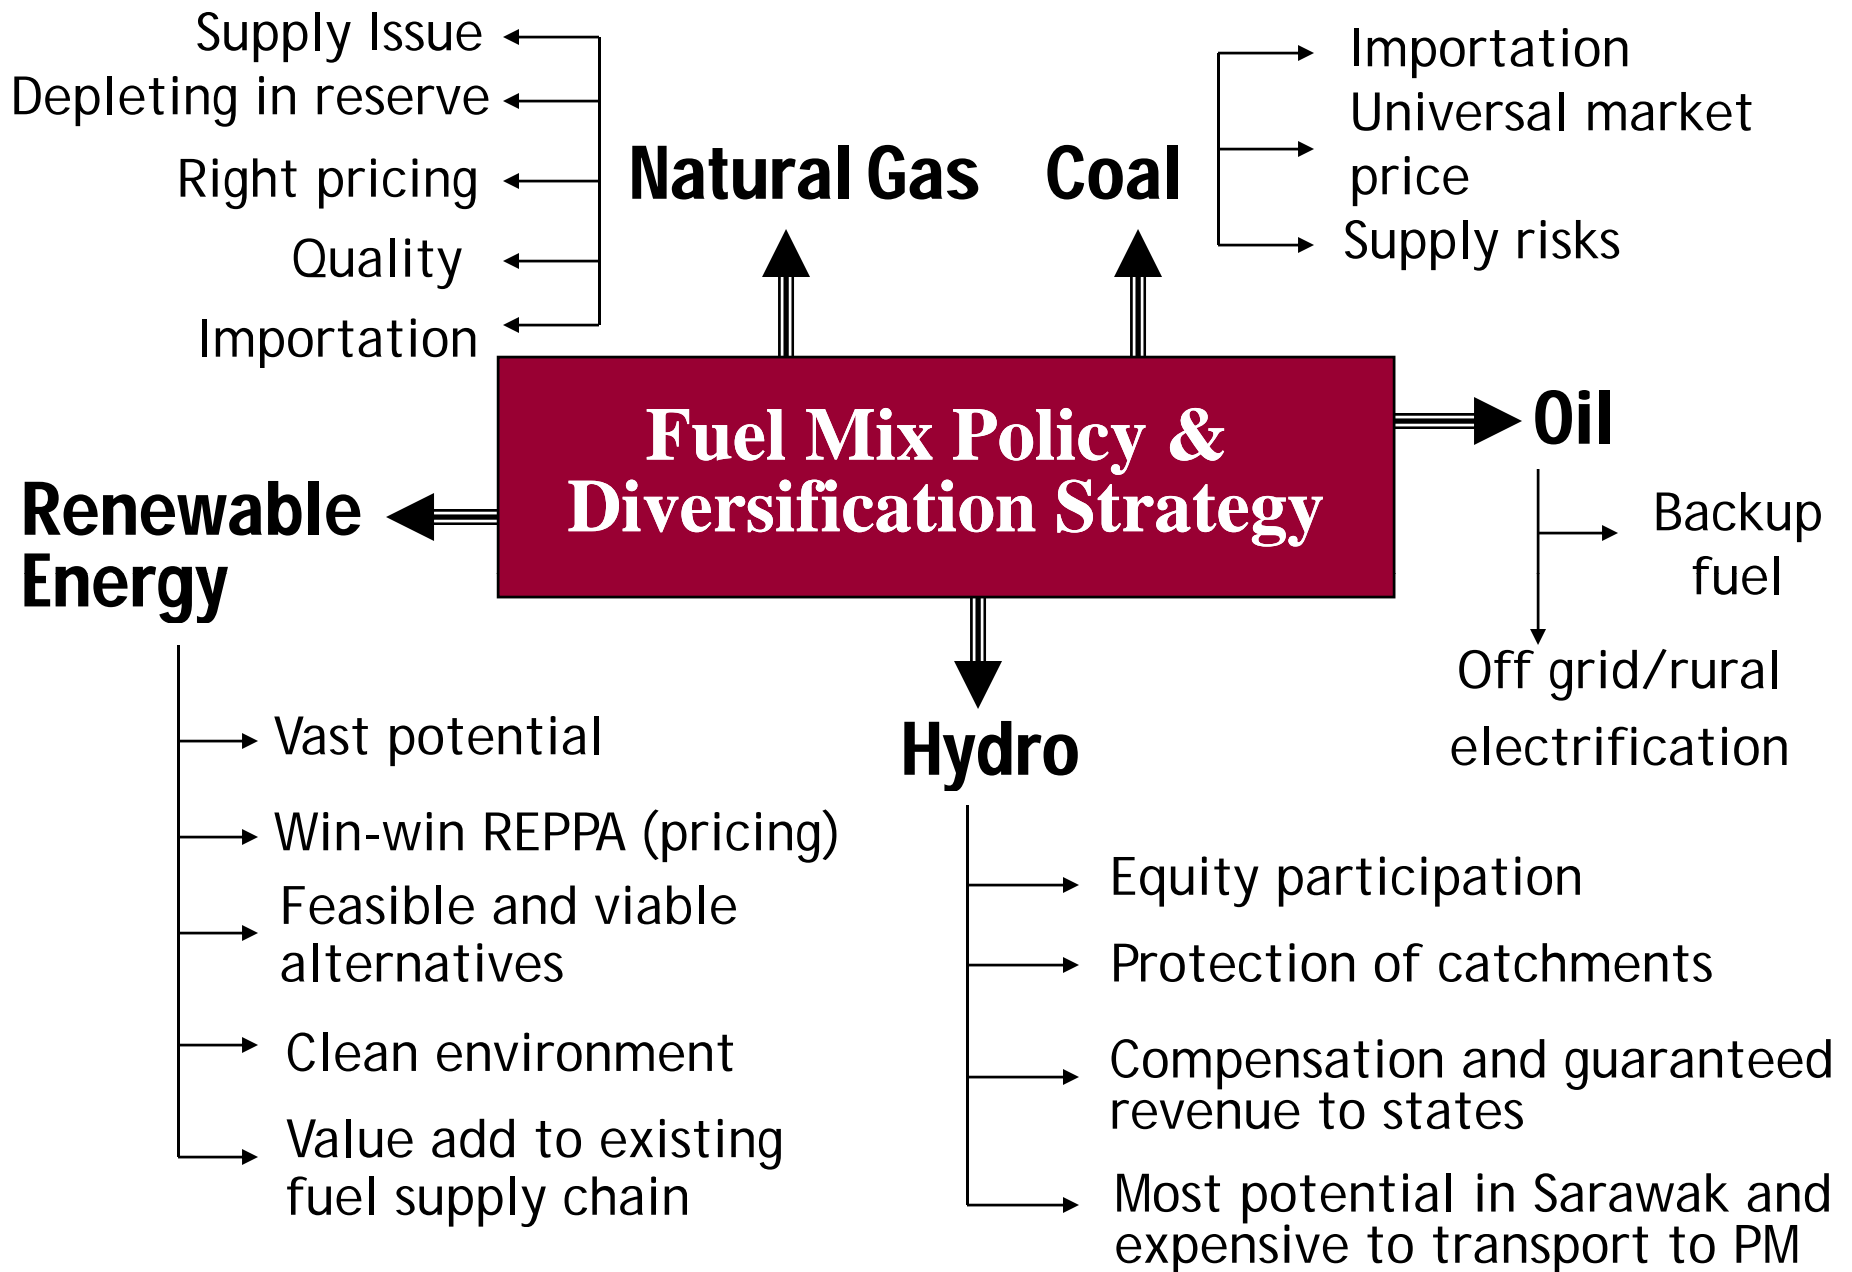 Supply Issue
Depleting in reserve
Right pricing
Quality
Importation
Natural Gas
Coal
Importation
Universal market
price
Supply risks
Fuel Mix Policy &
Diversification Strategy
Oil
Backup
fuel
Off grid/rural
electrification
Renewable
Energy
Vast potential
Win-win REPPA (pricing)
Feasible and viable
alternatives
Clean environment
Value add to existing
fuel supply chain
Hydro
Equity participation
Protection of catchments
Compensation and guaranteed
revenue to states
Most potential in Sarawak and
expensive to transport to PM